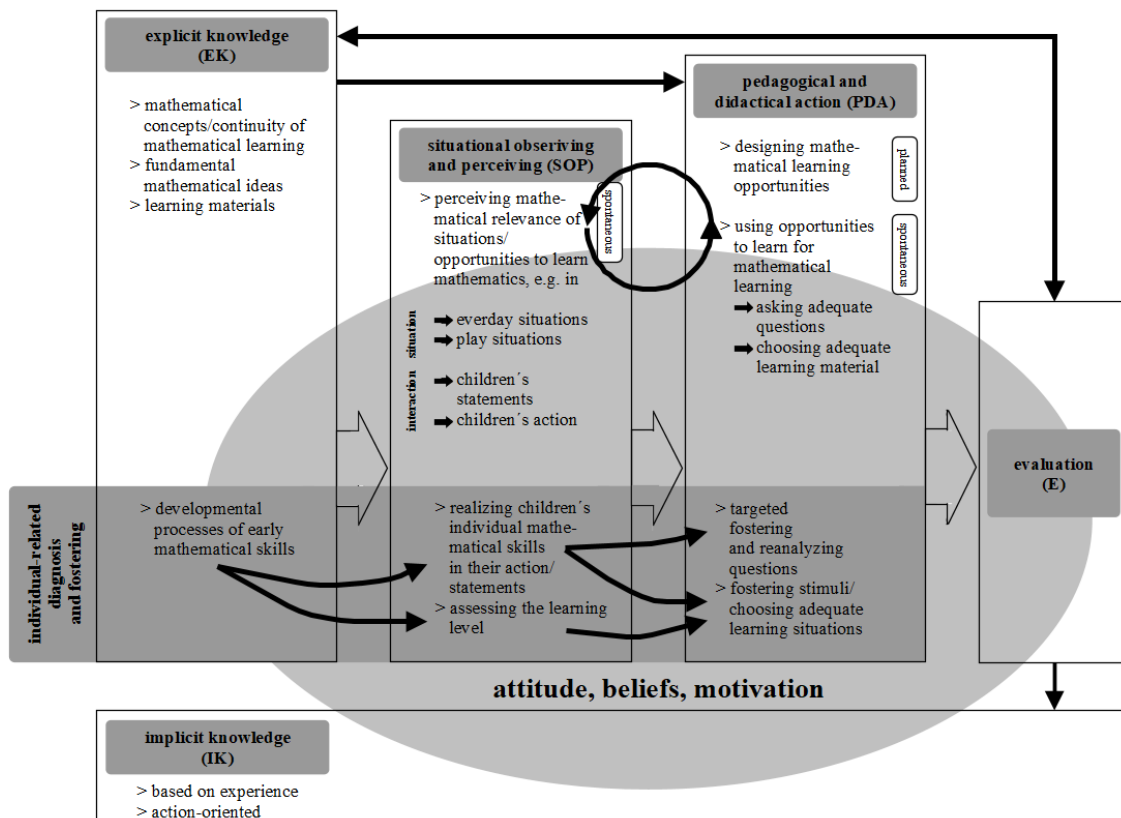 explicit knowledge
(EK)
> mathematical
concepts/continuity of
mathematical learning
> fundamental
mathematical ideas
> learning materials
situational obseriving
and perceiving (SOP)
> perceiving mathe-
matical relevance of
situations/
opportunities to learn
mathematics, e.g. in
spontaneous
situation
everday situations
play situations
interaction
children´s
statements
children´s action
pedagogical and
didactical action (PDA)
> designing mathe-
matical learning
opportunities
planned
> using opportunities
to learn for
mathematical
learning
spontaneous
asking adequate
questions
choosing adequate
learning material
evaluation
(E)
individual-related
diagnosis
and fostering
> developmental
processes of early
mathematical skills
> realizing children´s
individual mathe-
matical skills
in their action/
statements
> assessing the learning
level
> targeted
fostering
and reanalyzing
questions
> fostering stimuli/
choosing adequate
learning situations
attitude, beliefs, motivation
implicit knowledge
(IK)
> based on experience
> action-oriented